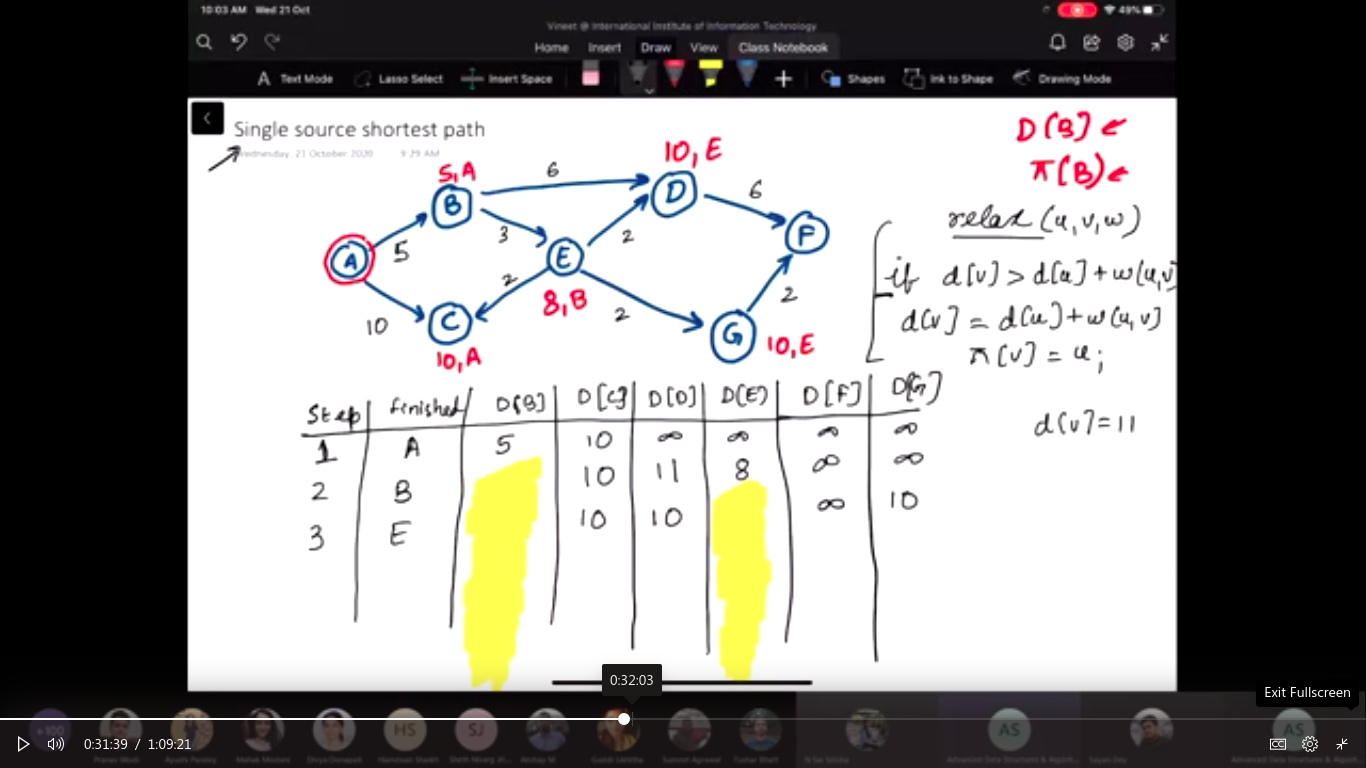 10:03 AM Wed 21 Oct
49%
Vineet @ International Institute of Information Technology
Home Insert Draw View Class Notebook
Text Mode Lasso Select Insert Space Shapes Ink to Shape Drawing Mode
Single source shortest path
Wednesday, 21 October 2020 9:29 AM
D[B] ←
π(B) ←
5,A
10, E
6
B
D
6
A
5
3
E
2
F
2
10
C
8, B
2
G
2
10, A
10, E
relax (u,v,w)
if d[v] > d[u] + w(u,v)
d[v] = d[u] + w(u,v)
π[v] = u;
d[v] = 11
Step finished D[B] D[C] D[D] D[E] D[F] D[G]
1 A 5 10 ∞ ∞ ∞ ∞
2 B 10 11 8 ∞ ∞
3 E 10 10 ∞ 10
0:32:03
Exit Fullscreen
+100 HS SJ AS AS
0:31:39 / 1:09:21
CC